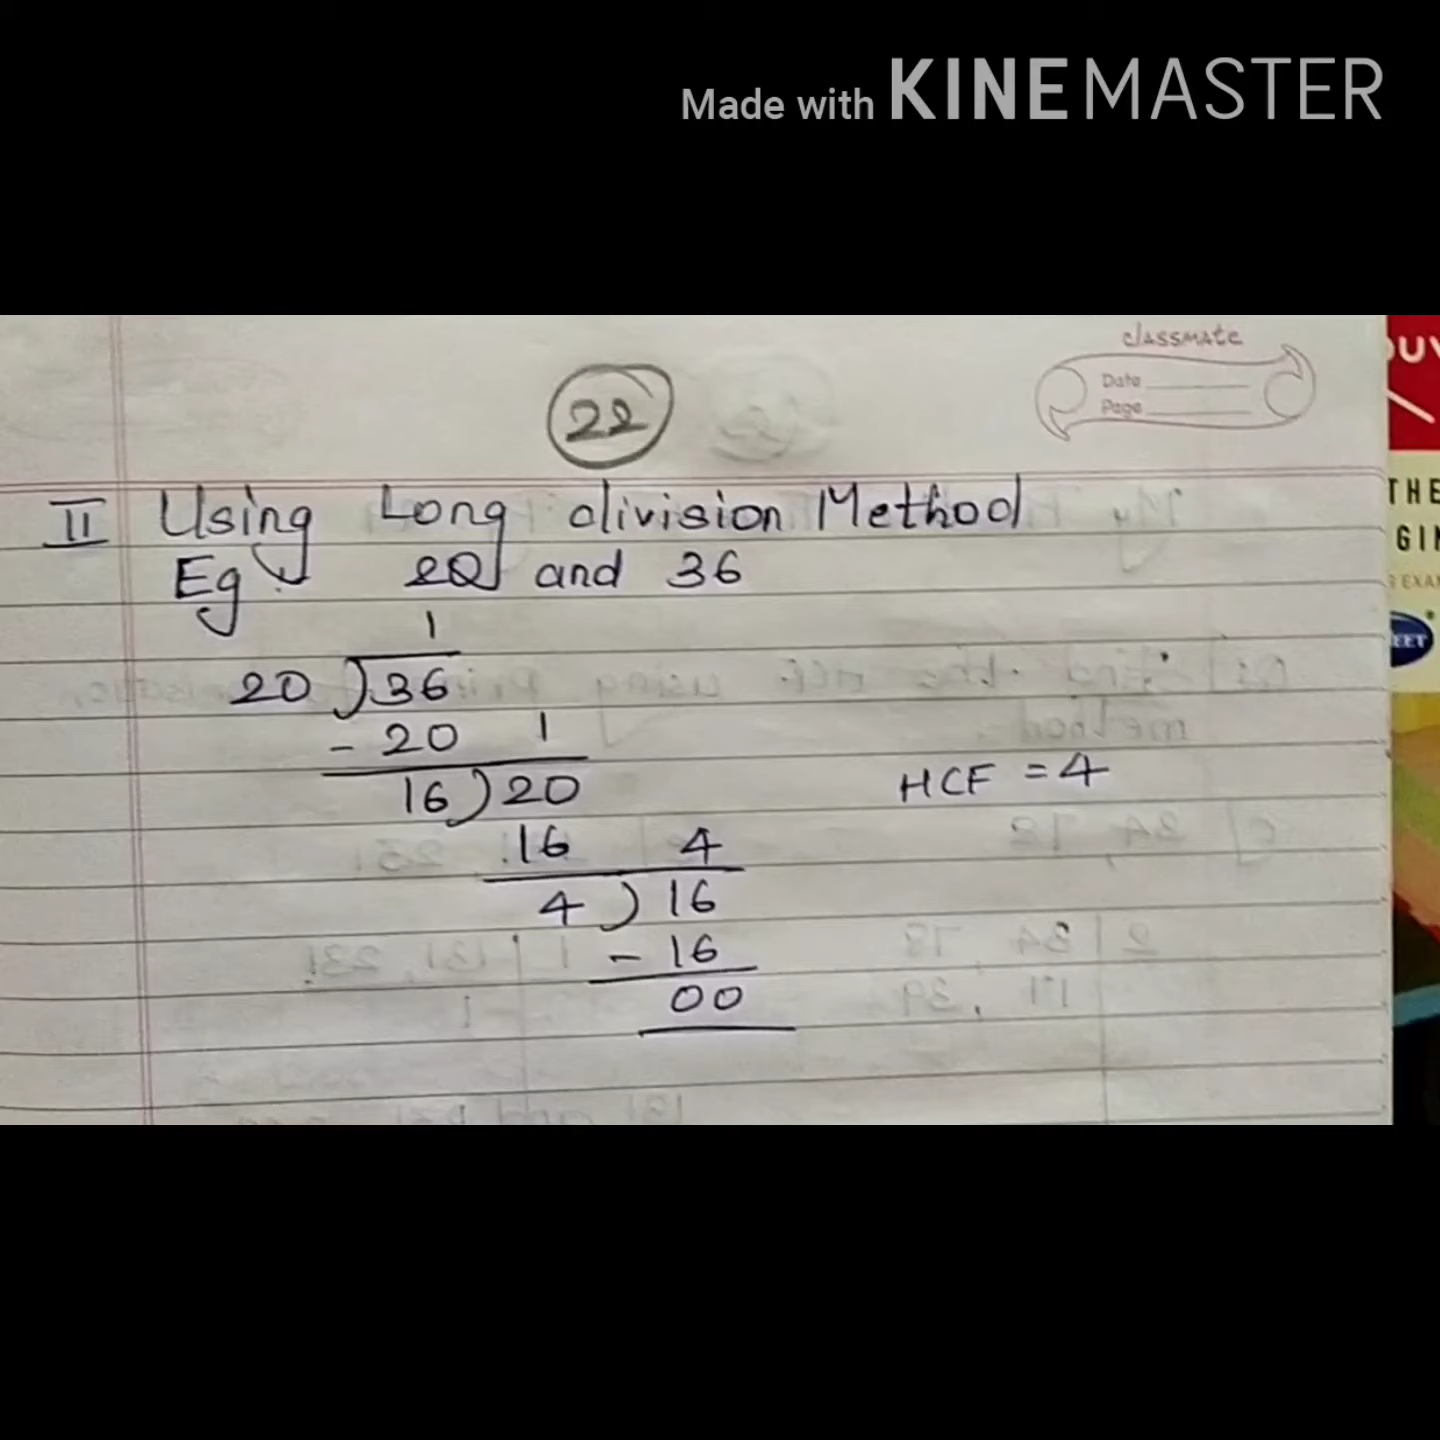 Made with KINEMASTER
classmate
Date
Page
22
II Using Long division Method
Eg. 20 and 36
1
20 ) 36
- 20 1
16 ) 20
16 4
4 ) 16
- 16
00
HCF = 4
THE